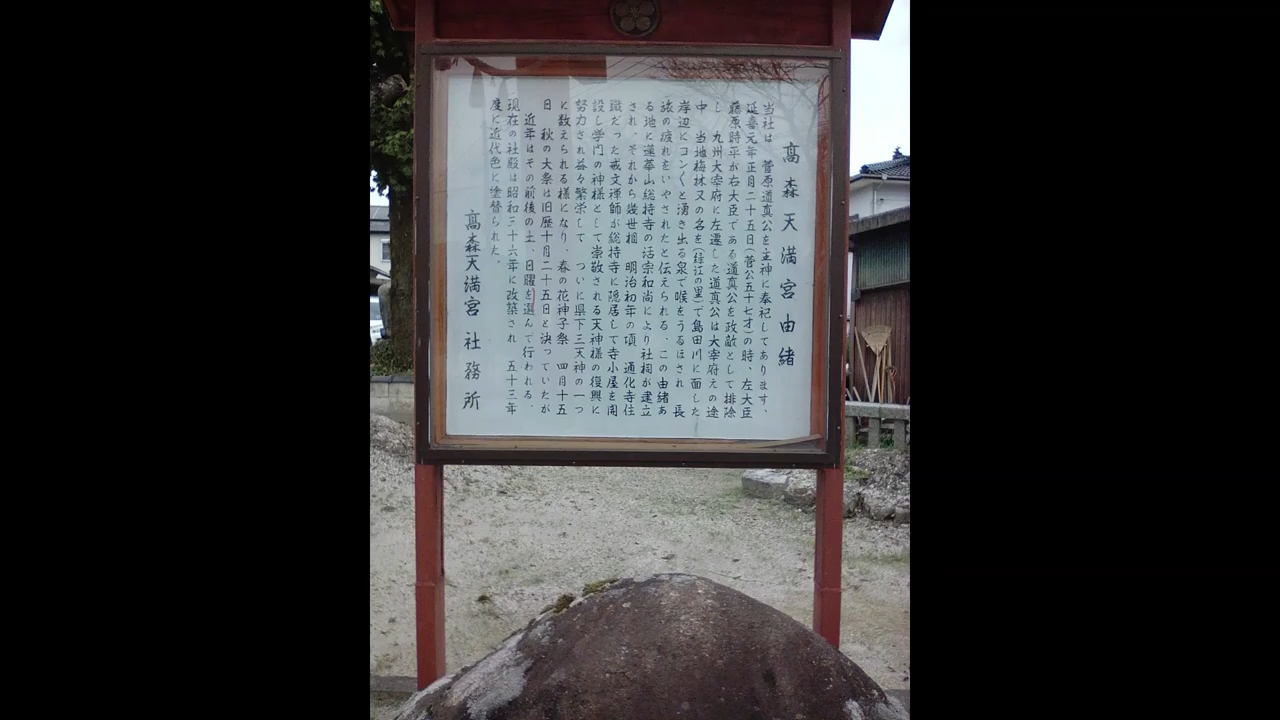 高森天満宮由緒
当社は 菅原道真公を主神に奉祀してあります、
延喜元年正月二十五日(菅公五十七才)の時、左大臣
藤原時平が右大臣である道真公を政敵として排除
し 九州大宰府に左遷した道真公は大宰府えの途
中 当地梅林又の名を(緑江の里)で島田川に面した
岸辺にコンく と湧き出る泉で喉をうるほされ 長
旅の疲れをいやされたと伝えられる、この由緒あ
る地に蓮華山総持寺の活宗和尚により社祠が建立
され、それから幾世相 明治初年の頃 通化寺住
職だった戒文禅師が総持寺に隠居して寺小屋を開
設し学門の神様として崇敬される天神様の復興に
努力され益々繁栄して ついに県下三天神の一つ
に数えられる様になり、春の花神子祭 四月十五
日 秋の大祭は旧歴十月二十五日と決っていたが
近年はその前後の土、日曜を選んで行われる、
現在の社殿は昭和三十六年に改築され 五十三年
度に近代色に塗替られた。
高森天満宮 社務所